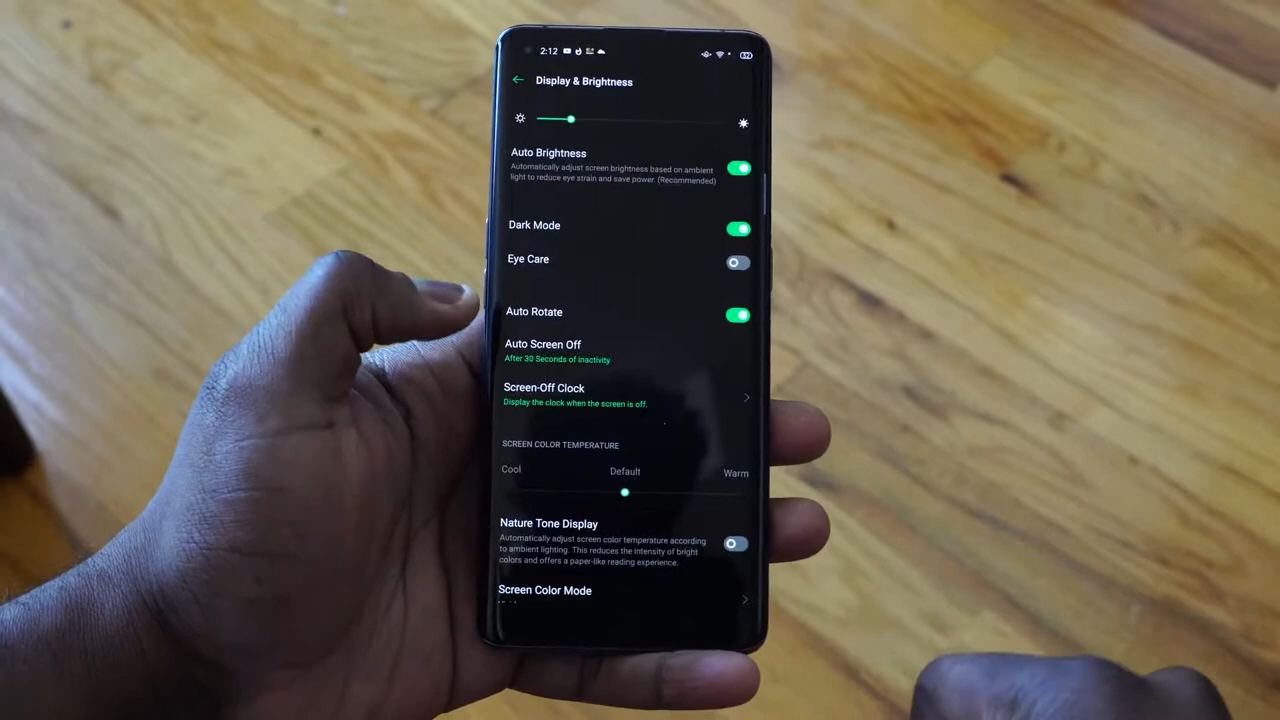 2:12
Display & Brightness
Auto Brightness
Automatically adjust screen brightness based on ambient
light to reduce eye strain and save power. (Recommended)
Dark Mode
Eye Care
Auto Rotate
Auto Screen Off
After 30 Seconds of inactivity
Screen-Off Clock
Display the clock when the screen is off.
SCREEN COLOR TEMPERATURE
Cool
Default
Warm
Nature Tone Display
Automatically adjust screen color temperature according
to ambient lighting. This reduces the intensity of bright
colors and offers a paper-like reading experience.
Screen Color Mode